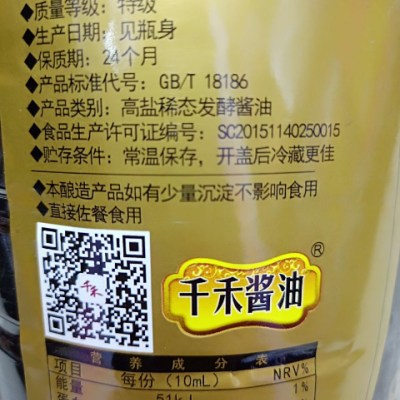 ◆质量等级：特级
◆生产日期：见瓶身
◆保质期：24个月
◆产品标准代号：GB/T 18186
◆产品类别：高盐稀态发酵酱油
◆食品生产许可证编号：SC20151140250015
◆贮存条件：常温保存，开盖后冷藏更佳
◆本酿造产品如有少量沉淀不影响食用
◆直接佐餐食用
千禾
千禾酱油®
营养成分表
项目 每份（10mL） NRV%
能量 51kJ 1%